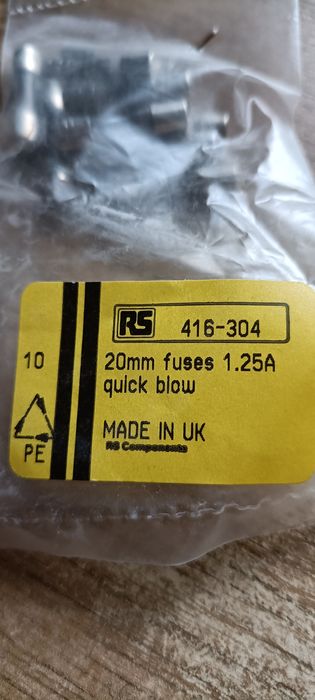 RS 416-304
10
20mm fuses 1.25A
quick blow
MADE IN UK
RS Components
PE